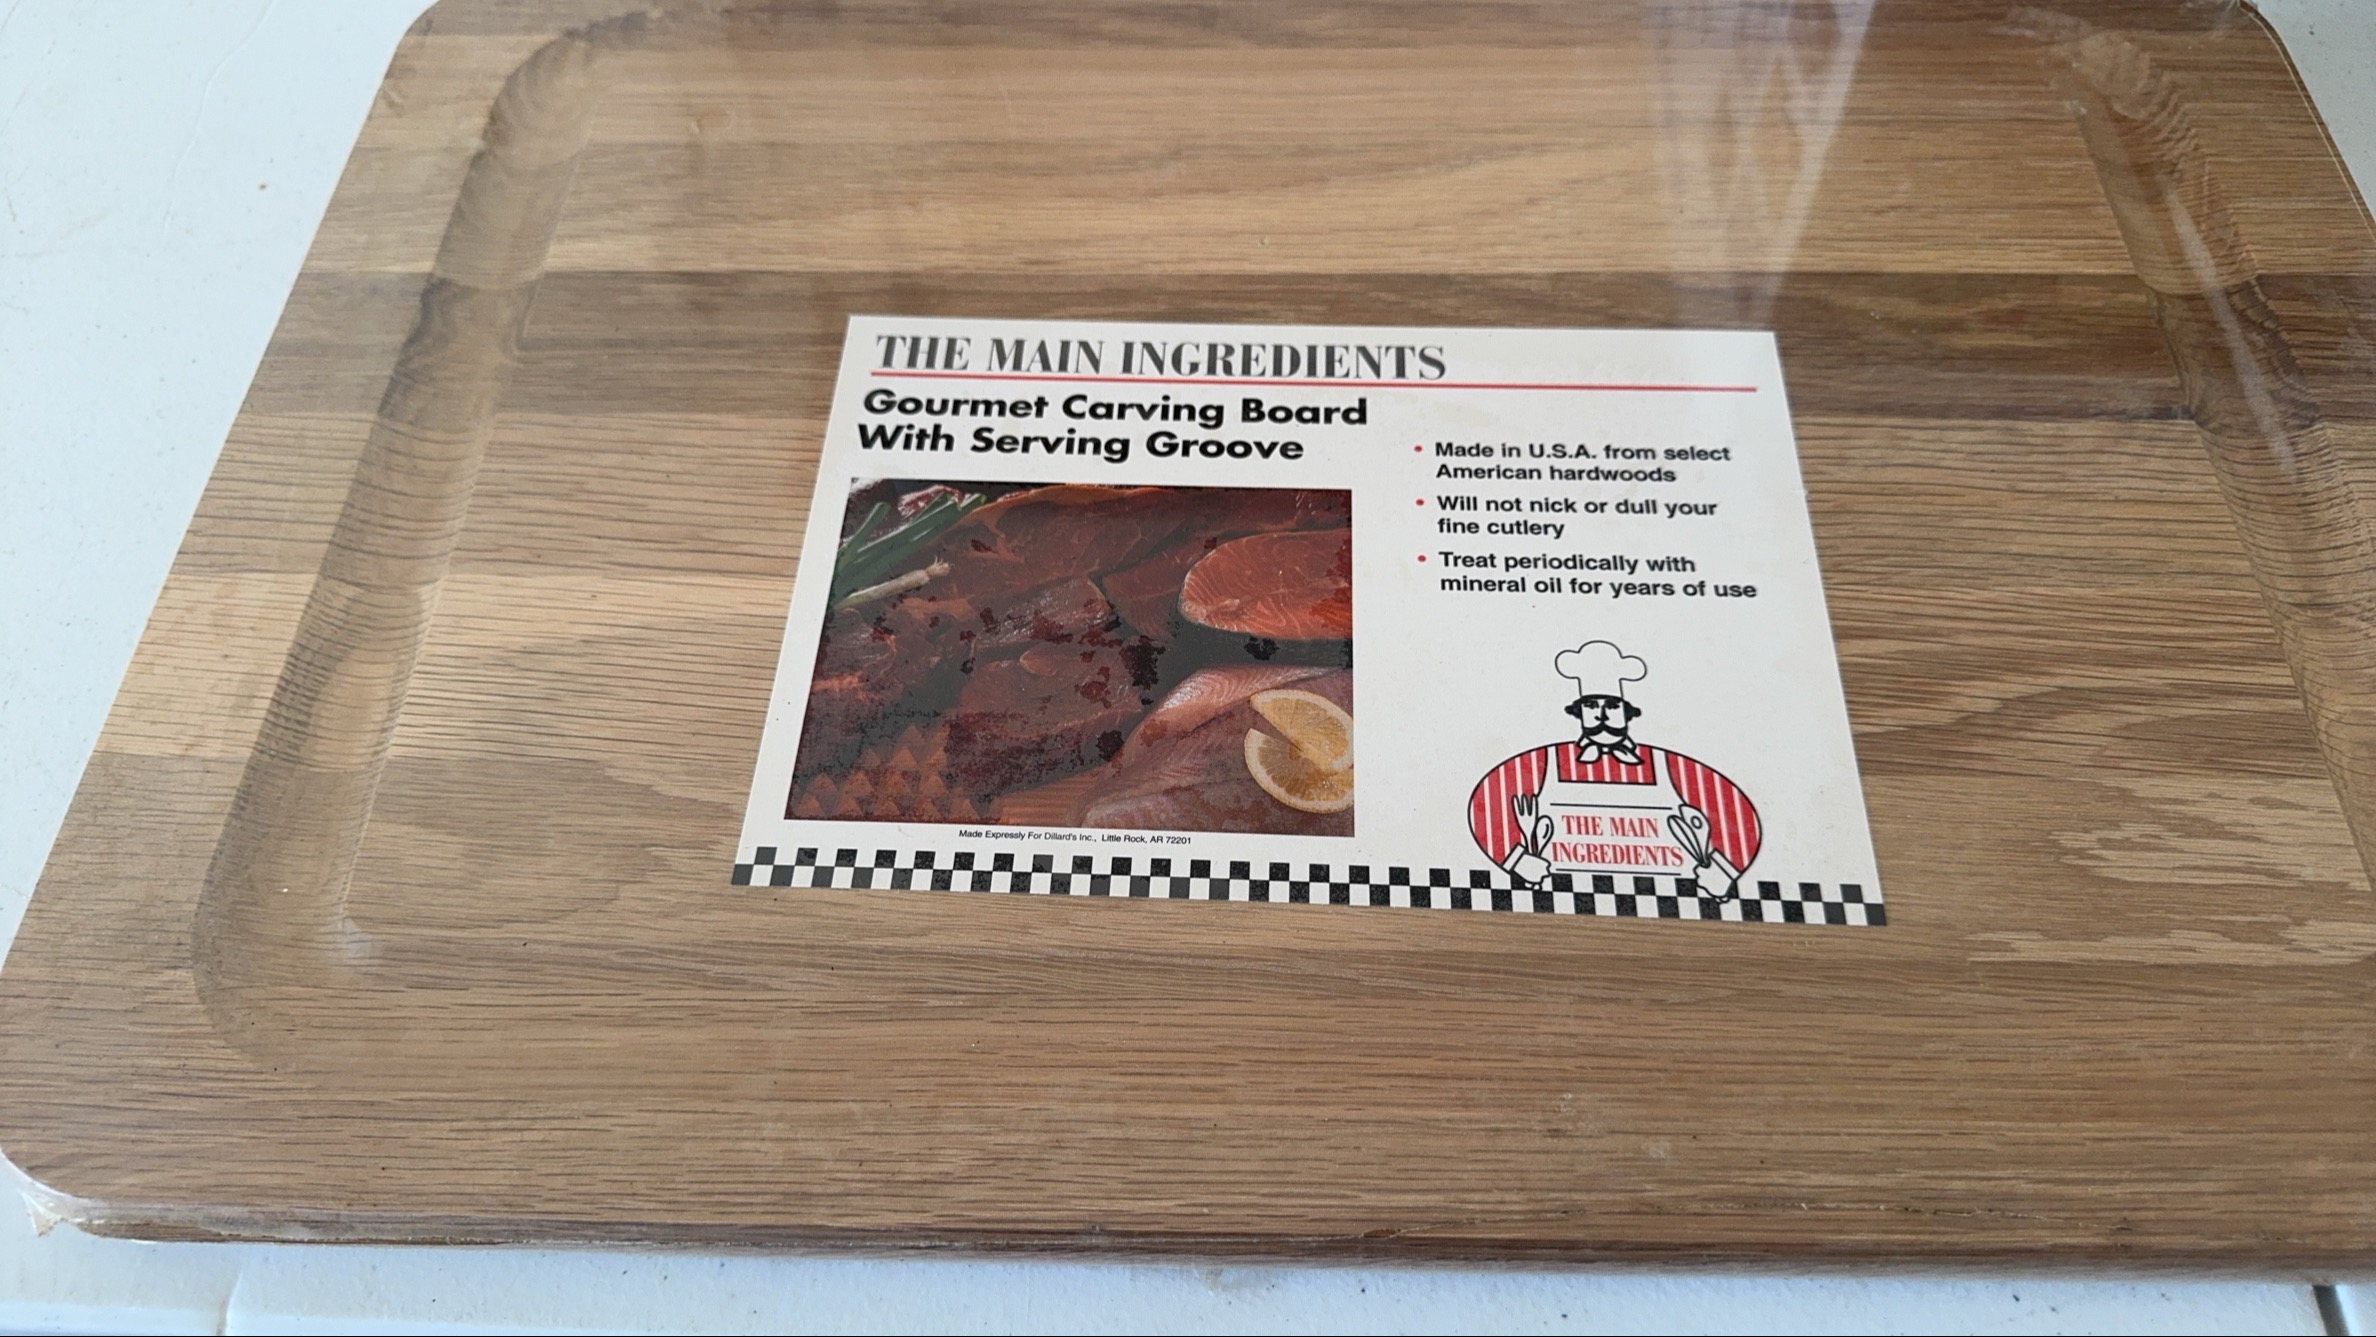 THE MAIN INGREDIENTS
Gourmet Carving Board
With Serving Groove
• Made in U.S.A. from select
American hardwoods
• Will not nick or dull your
fine cutlery
• Treat periodically with
mineral oil for years of use
THE MAIN
INGREDIENTS
Made Expressly For Dillard's Inc., Little Rock, AR 72201